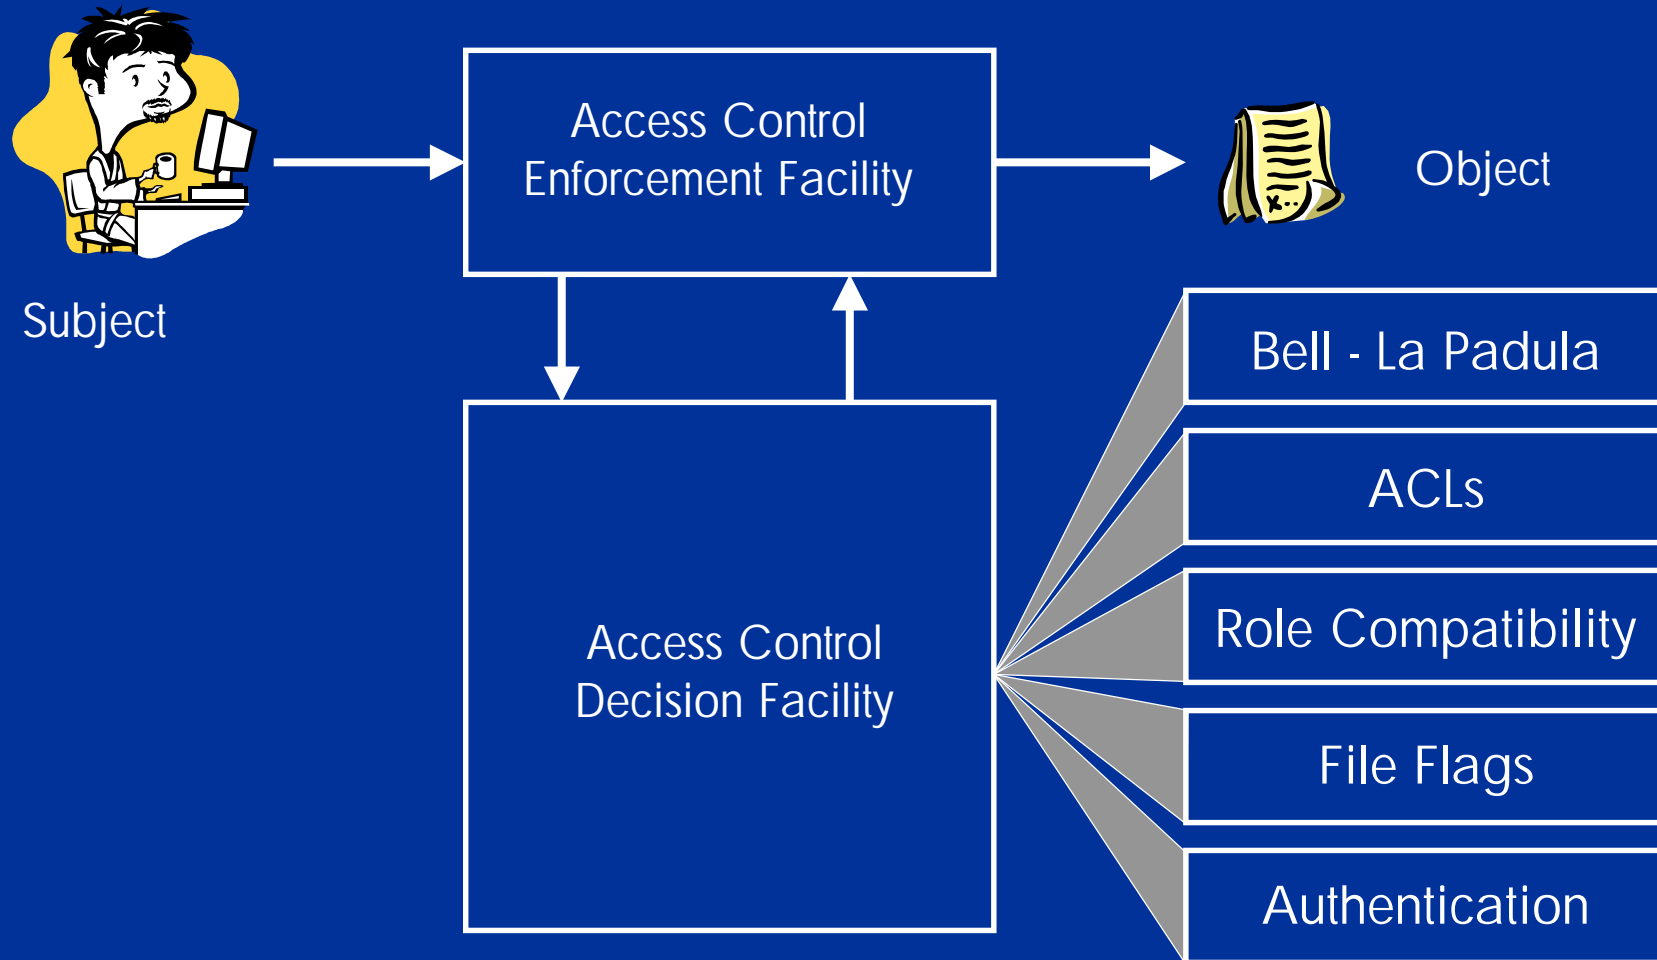 Access Control
Enforcement Facility
Object
Subject
Bell - La Padula
ACLs
Role Compatibility
Access Control
Decision Facility
File Flags
Authentication